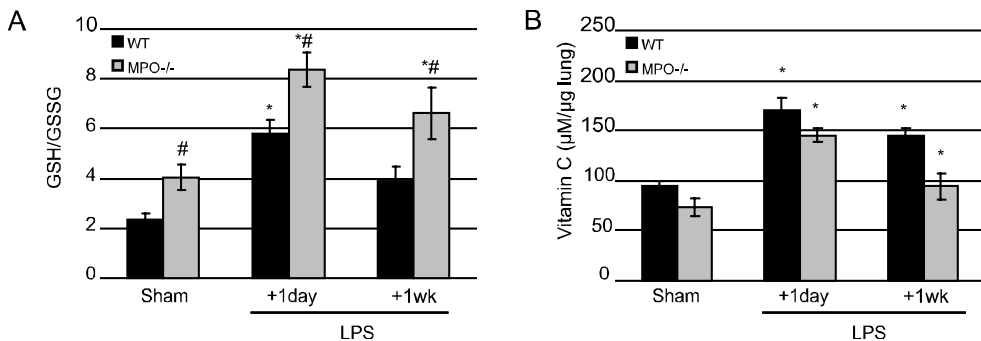 A
GSH/GSSG
10
8
6
4
2
0
WT
MPO-/-
#
*
*#
*#
Sham
+1day
+1wk
LPS
B
Vitamin C (µM/µg lung)
250
200
150
100
50
0
WT
MPO-/-
*
*
*
*
Sham
+1day
+1wk
LPS